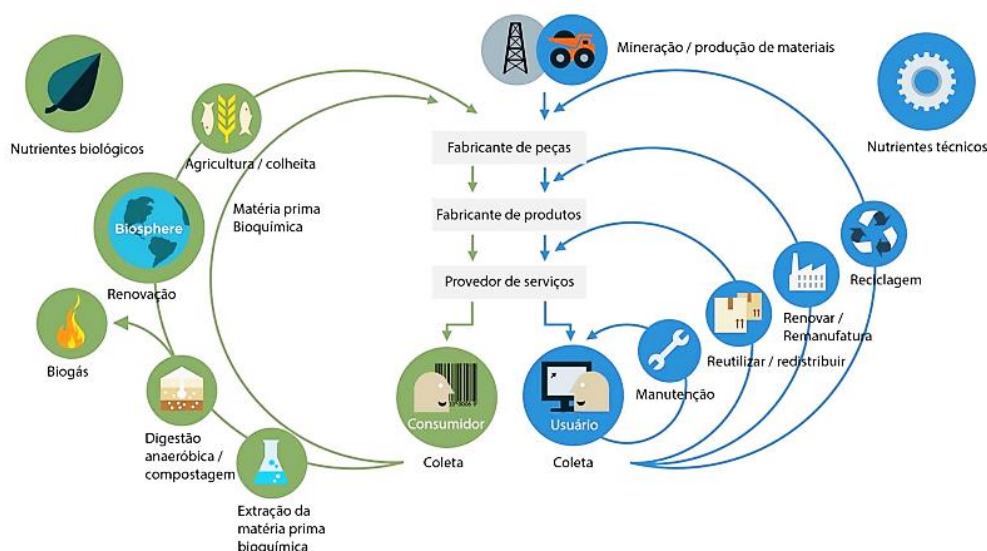 Mineração / produção de materiais
Nutrientes biológicos
Nutrientes técnicos
Agricultura / colheita
Fabricante de peças
Matéria prima
Bioquímica
Fabricante de produtos
Biosphere
Renovação
Provedor de serviços
Reciclagem
Renovar /
Remanufatura
Reutilizar / redistribuir
Biogás
Manutenção
Consumidor
Usuário
Coleta
Coleta
Digestão
anaeróbica /
compostagem
Extração da
matéria prima
bioquímica